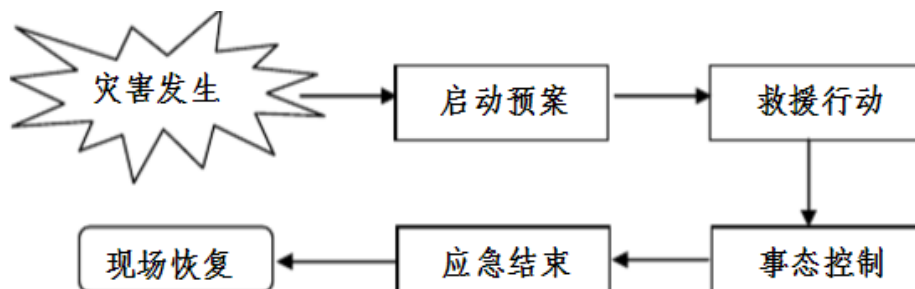 灾害发生
启动预案
救援行动
事态控制
应急结束
现场恢复